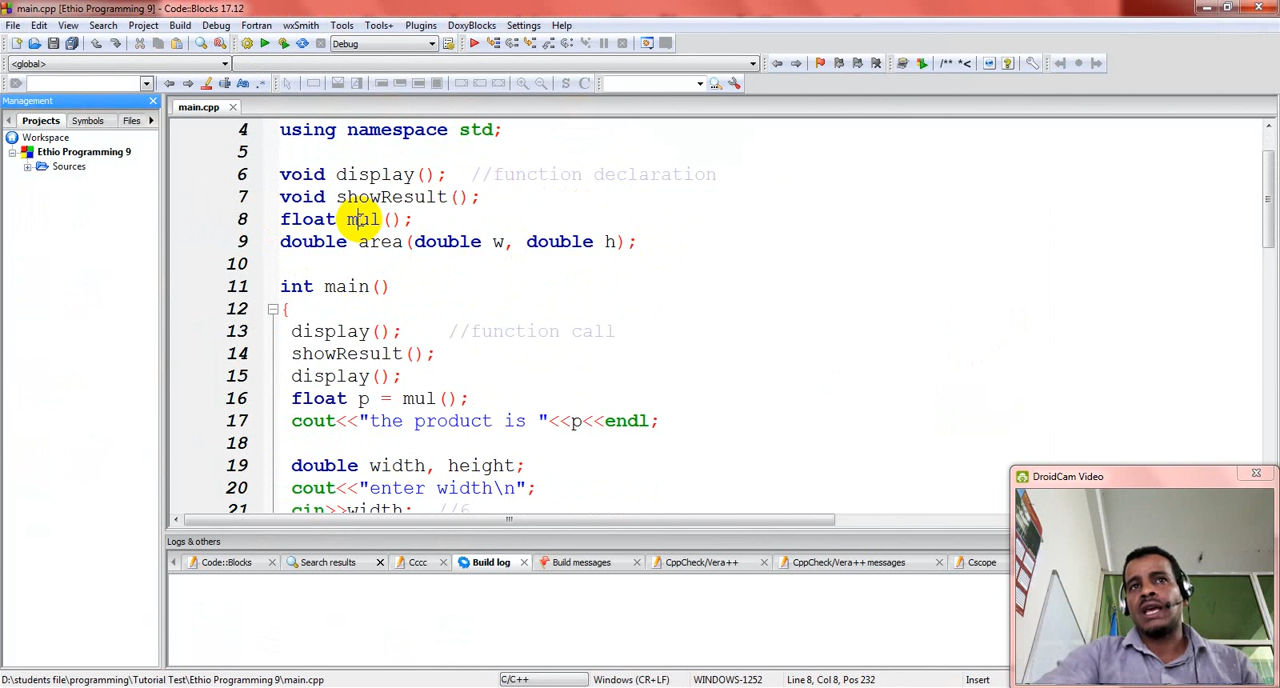 main.cpp [Ethio Programming 9] - Code::Blocks 17.12
File Edit View Search Project Build Debug Fortran wxSmith Tools Tools+ Plugins DoxyBlocks Settings Help
Debug
<global>
/** *<
S C
Management
main.cpp
Projects Symbols Files
Workspace
Ethio Programming 9
Sources
4 using namespace std;
5
6 void display(); //function declaration
7 void showResult();
8 float mul();
9 double area(double w, double h);
10
11 int main()
12 {
13 display(); //function call
14 showResult();
15 display();
16 float p = mul();
17 cout<<"the product is "<<p<<endl;
18
19 double width, height;
20 cout<<"enter width\n";
21 cin>>width; //6
DroidCam Video
Logs & others
Code::Blocks Search results Cccc Build log Build messages CppCheck/Vera++ CppCheck/Vera++ messages Cscope
D:\students file\programming\Tutorial Test\Ethio Programming 9\main.cpp C/C++ Windows (CR+LF) WINDOWS-1252 Line 8, Col 8, Pos 232 Insert